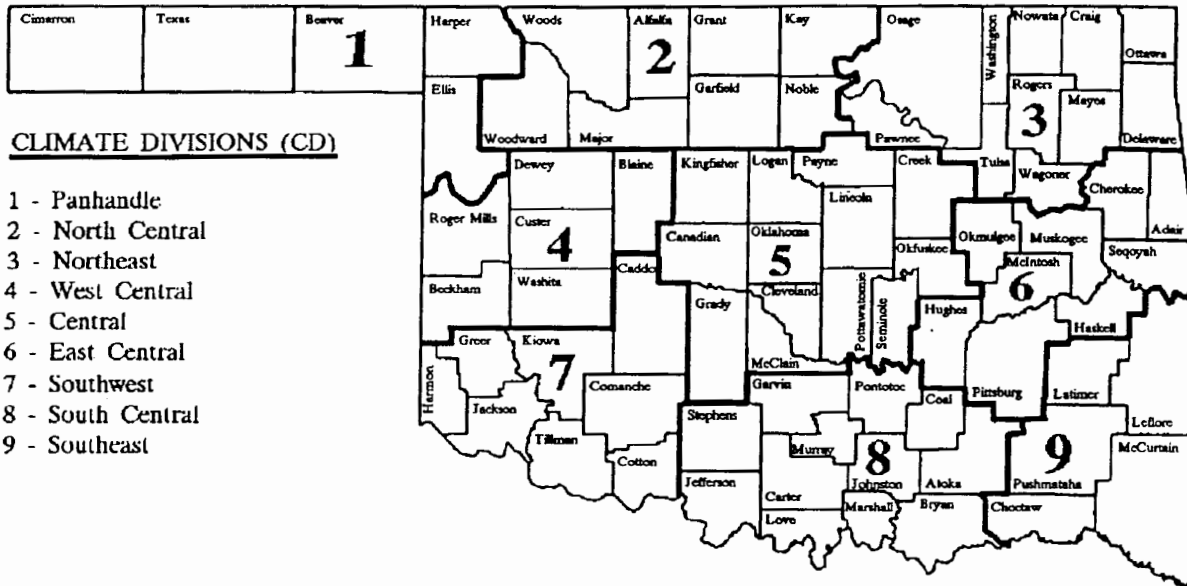 Cimarron Texas Beaver Harper Woods Alfalfa Grant Kay Osage Washington Nowata Craig
Ottawa
1 2
Ellis Garfield Noble Rogers
Mayes
3
Woodward Major Pawnee Delaware
CLIMATE DIVISIONS (CD)
1 - Panhandle
2 - North Central
3 - Northeast
4 - West Central
5 - Central
6 - East Central
7 - Southwest
8 - South Central
9 - Southeast
Dewey Blaine Kingfisher Logan Payne Creek Tulsa Wagoner
Cherokee
Lincoln
Roger Mills Custer Canadian Oklahoma Okfuskee Okmulgee Muskogee Adair
4 5 McIntosh Seqoyah
Beckham Washita Caddo Cleveland 6
Grady Pottawatomie Seminole Hughes
Haskell
Greer Kiowa McClain
7
Harmon Jackson Comanche Garvin Pontotoc Coal Pittsburg Latimer
Stephens Leflore
Tillman Murray 8 9 McCurtain
Cotton
Jefferson Carter Johnston Atoka Pushmataha
Love Marshall Bryan Choctaw